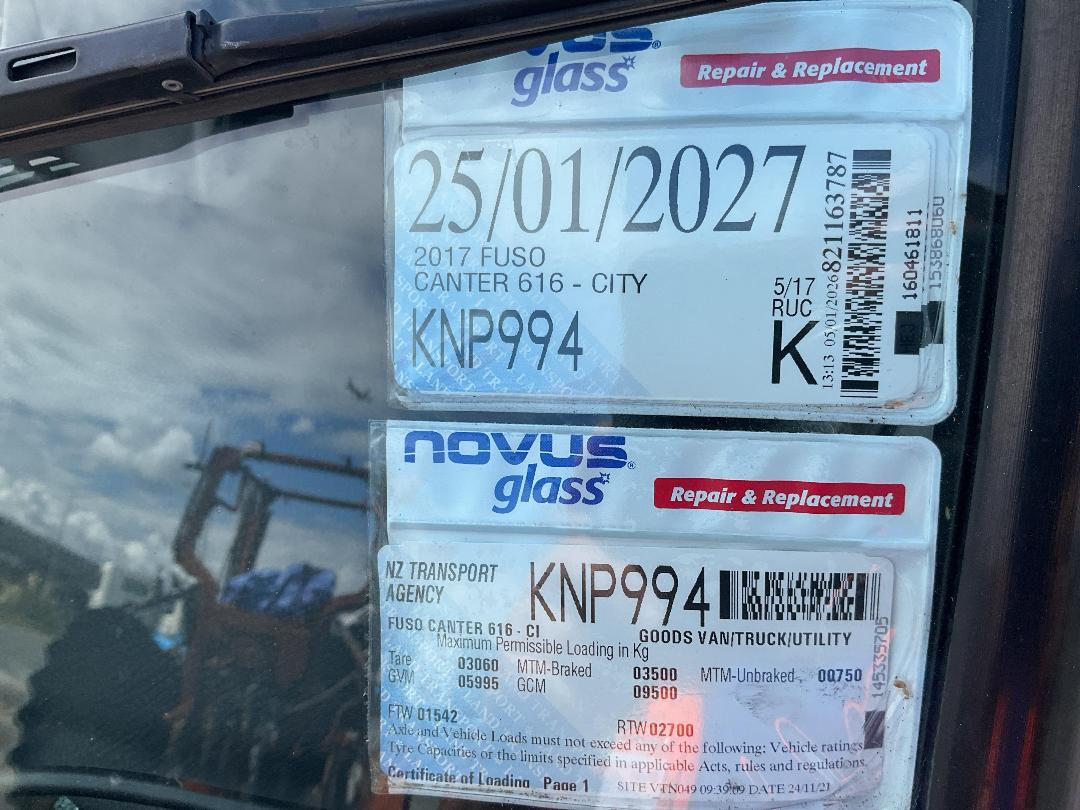 novus®
glass
Repair & Replacement
25/01/2027
2017 FUSO
CANTER 616 - CITY
KNP994
5/17
RUC
K
13:13 05/01/2026
821163787
160461811
153868060
novus®
glass
Repair & Replacement
NZ TRANSPORT
AGENCY
KNP994
FUSO CANTER 616 - CI
GOODS VAN/TRUCK/UTILITY
Maximum Permissible Loading in Kg
Tare 03060 MTM-Braked 03500 MTM-Unbraked 00750
GVM 05995 GCM 09500
FTW 01542 RTW 02700
Axle and Vehicle Loads must not exceed any of the following: Vehicle ratings,
Tyre Capacities or the limits specified in applicable Acts, rules and regulations.
Certificate of Loading Page 1 SITE VTN049 09:39:09 DATE 24/11/21
145335705